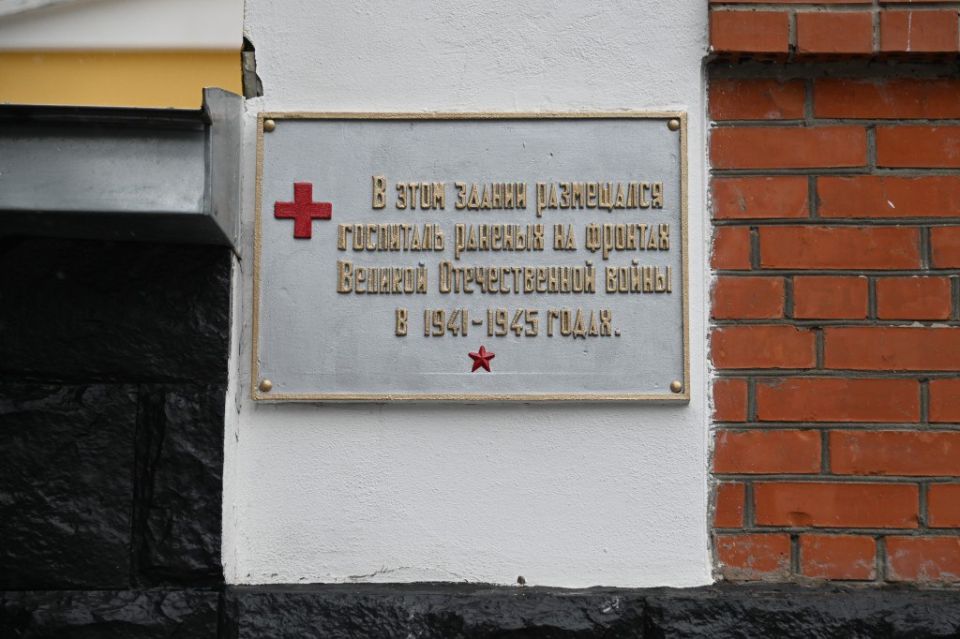 В этом здании размещался
госпиталь раненых на фронтах
Великой Отечественной войны
в 1941-1945 годах.